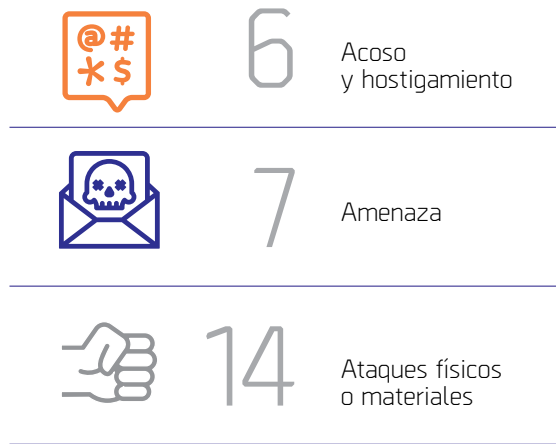 @#
*$
6
Acoso
y hostigamiento
7
Amenaza
14
Ataques físicos
o materiales